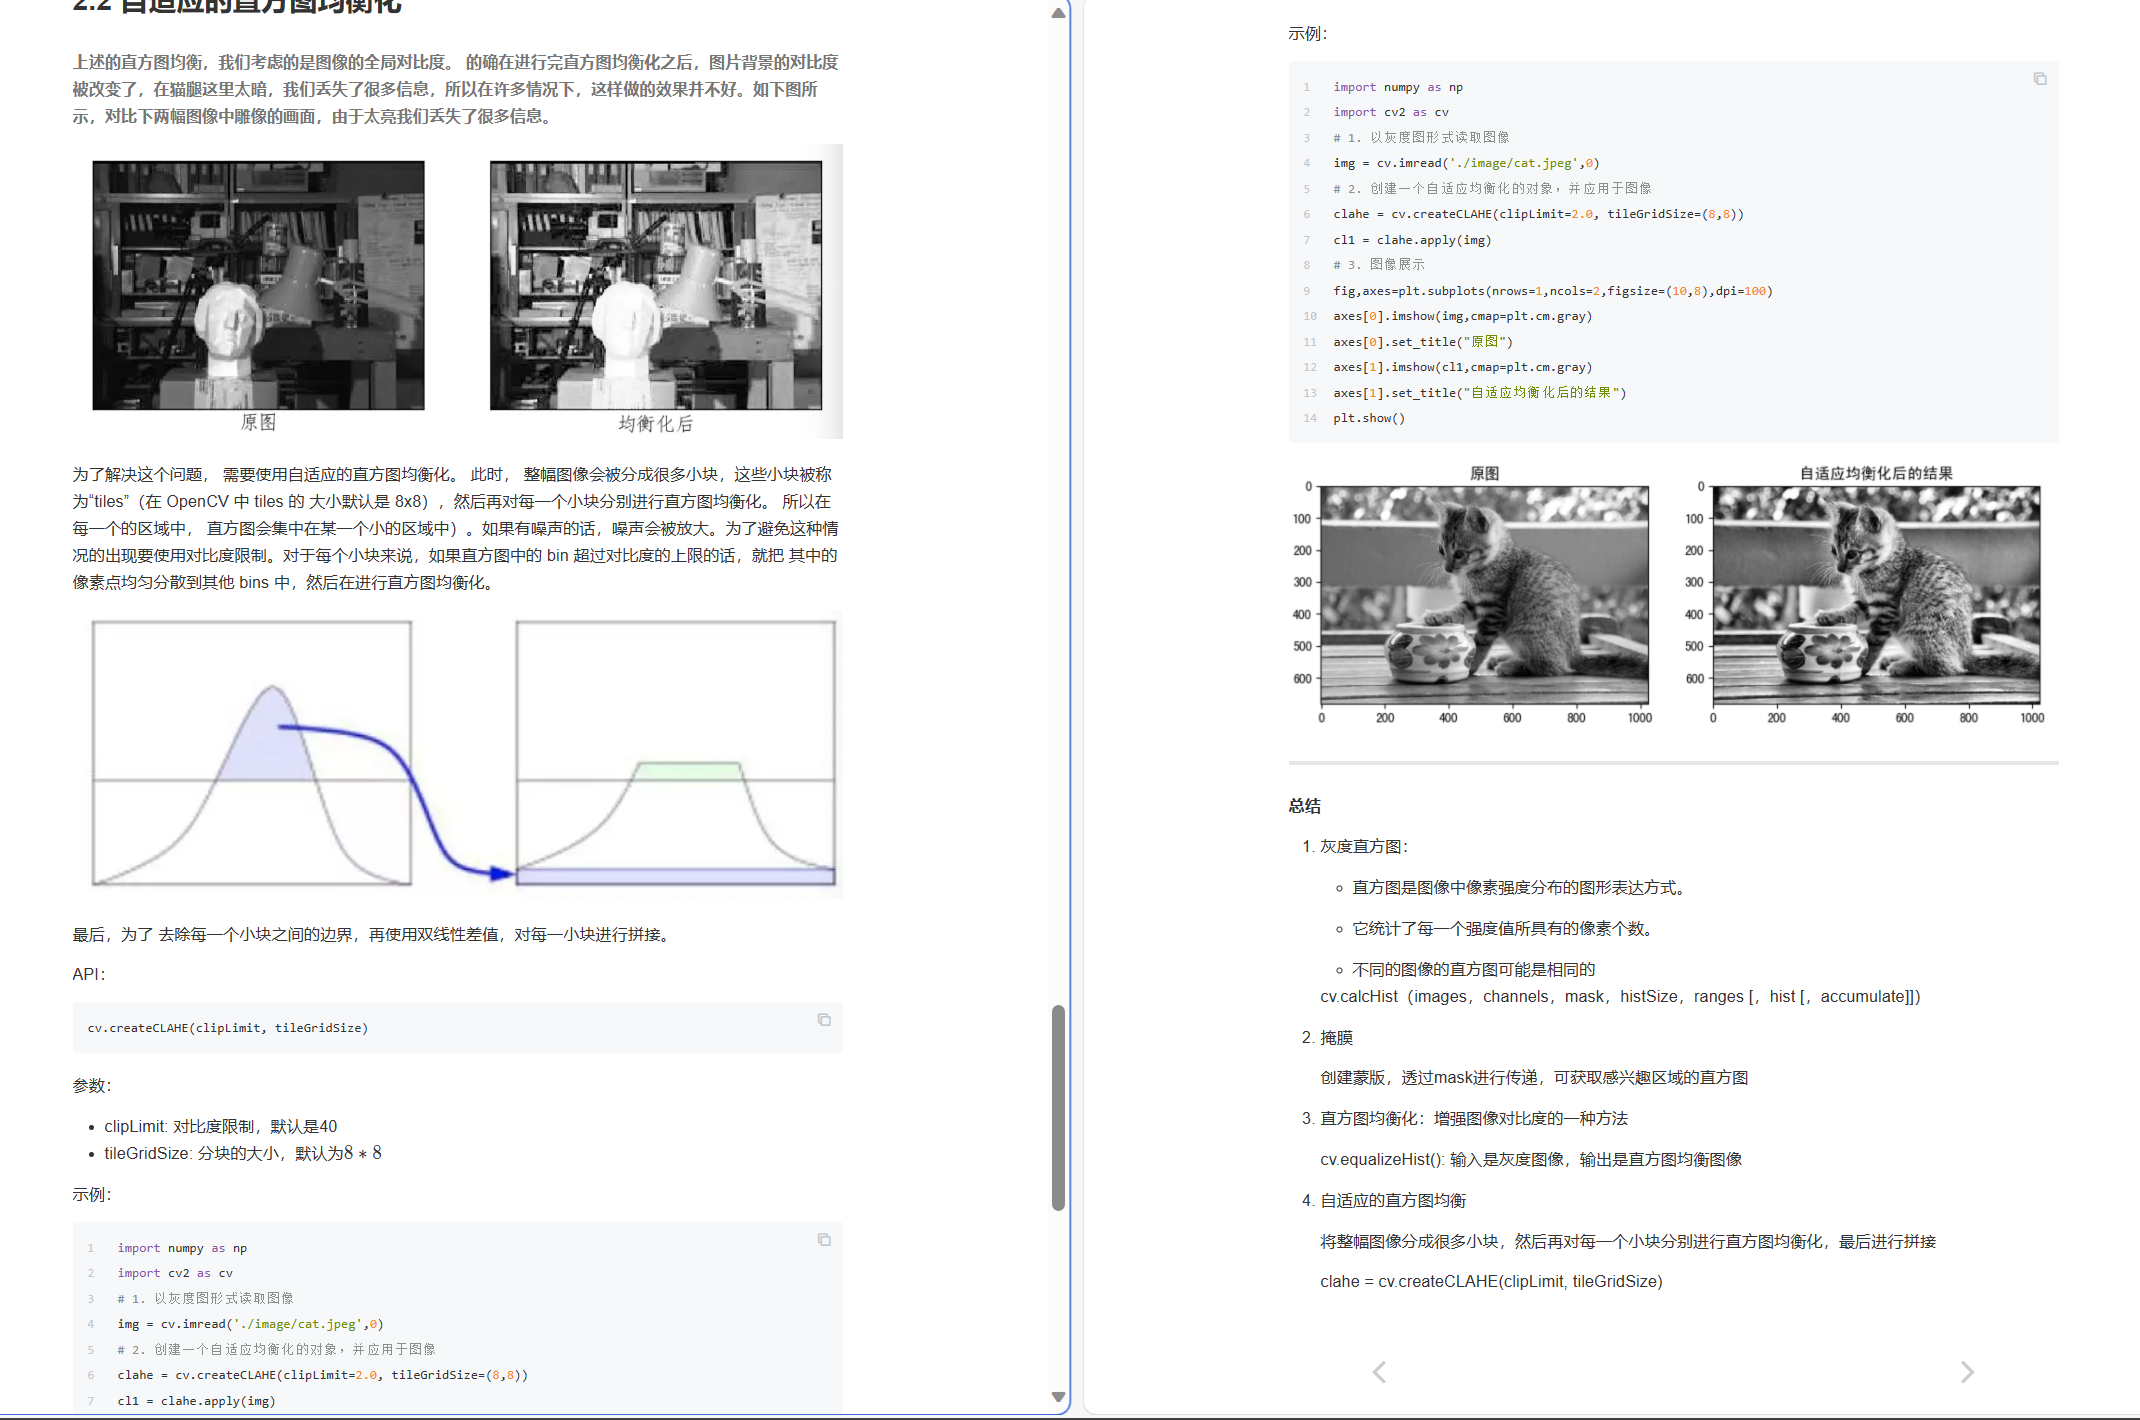 2.2 自适应的直方图均衡化
上述的直方图均衡，我们考虑的是图像的全局对比度。 的确在进行完直方图均衡化之后，图片背景的对比度
被改变了，在猫腿这里太暗，我们丢失了很多信息，所以在许多情况下，这样做的效果并不好。如下图所
示，对比下两幅图像中雕像的画面，由于太亮我们丢失了很多信息。
原图
均衡化后
为了解决这个问题， 需要使用自适应的直方图均衡化。 此时， 整幅图像会被分成很多小块，这些小块被称
为“tiles”（在 OpenCV 中 tiles 的 大小默认是 8x8），然后再对每一个小块分别进行直方图均衡化。 所以在
每一个的区域中， 直方图会集中在某一个小的区域中）。如果有噪声的话，噪声会被放大。为了避免这种情
况的出现要使用对比度限制。对于每个小块来说，如果直方图中的 bin 超过对比度的上限的话，就把 其中的
像素点均匀分散到其他 bins 中，然后在进行直方图均衡化。
最后，为了 去除每一个小块之间的边界，再使用双线性差值，对每一小块进行拼接。
API：
cv.createCLAHE(clipLimit, tileGridSize)
参数：
• clipLimit: 对比度限制，默认是40
• tileGridSize: 分块的大小，默认为8 ∗ 8
示例：
1 import numpy as np
2 import cv2 as cv
3 # 1. 以灰度图形式读取图像
4 img = cv.imread('./image/cat.jpeg',0)
5 # 2. 创建一个自适应均衡化的对象，并应用于图像
6 clahe = cv.createCLAHE(clipLimit=2.0, tileGridSize=(8,8))
7 cl1 = clahe.apply(img)
示例：
1 import numpy as np
2 import cv2 as cv
3 # 1. 以灰度图形式读取图像
4 img = cv.imread('./image/cat.jpeg',0)
5 # 2. 创建一个自适应均衡化的对象，并应用于图像
6 clahe = cv.createCLAHE(clipLimit=2.0, tileGridSize=(8,8))
7 cl1 = clahe.apply(img)
8 # 3. 图像展示
9 fig,axes=plt.subplots(nrows=1,ncols=2,figsize=(10,8),dpi=100)
10 axes[0].imshow(img,cmap=plt.cm.gray)
11 axes[0].set_title("原图")
12 axes[1].imshow(cl1,cmap=plt.cm.gray)
13 axes[1].set_title("自适应均衡化后的结果")
14 plt.show()
原图
0
100
200
300
400
500
600
0 200 400 600 800 1000
自适应均衡化后的结果
0
100
200
300
400
500
600
0 200 400 600 800 1000
总结
1. 灰度直方图：
◦ 直方图是图像中像素强度分布的图形表达方式。
◦ 它统计了每一个强度值所具有的像素个数。
◦ 不同的图像的直方图可能是相同的
cv.calcHist（images，channels，mask，histSize，ranges [，hist [，accumulate]]）
2. 掩膜
创建蒙版，透过mask进行传递，可获取感兴趣区域的直方图
3. 直方图均衡化：增强图像对比度的一种方法
cv.equalizeHist(): 输入是灰度图像，输出是直方图均衡图像
4. 自适应的直方图均衡
将整幅图像分成很多小块，然后再对每一个小块分别进行直方图均衡化，最后进行拼接
clahe = cv.createCLAHE(clipLimit, tileGridSize)